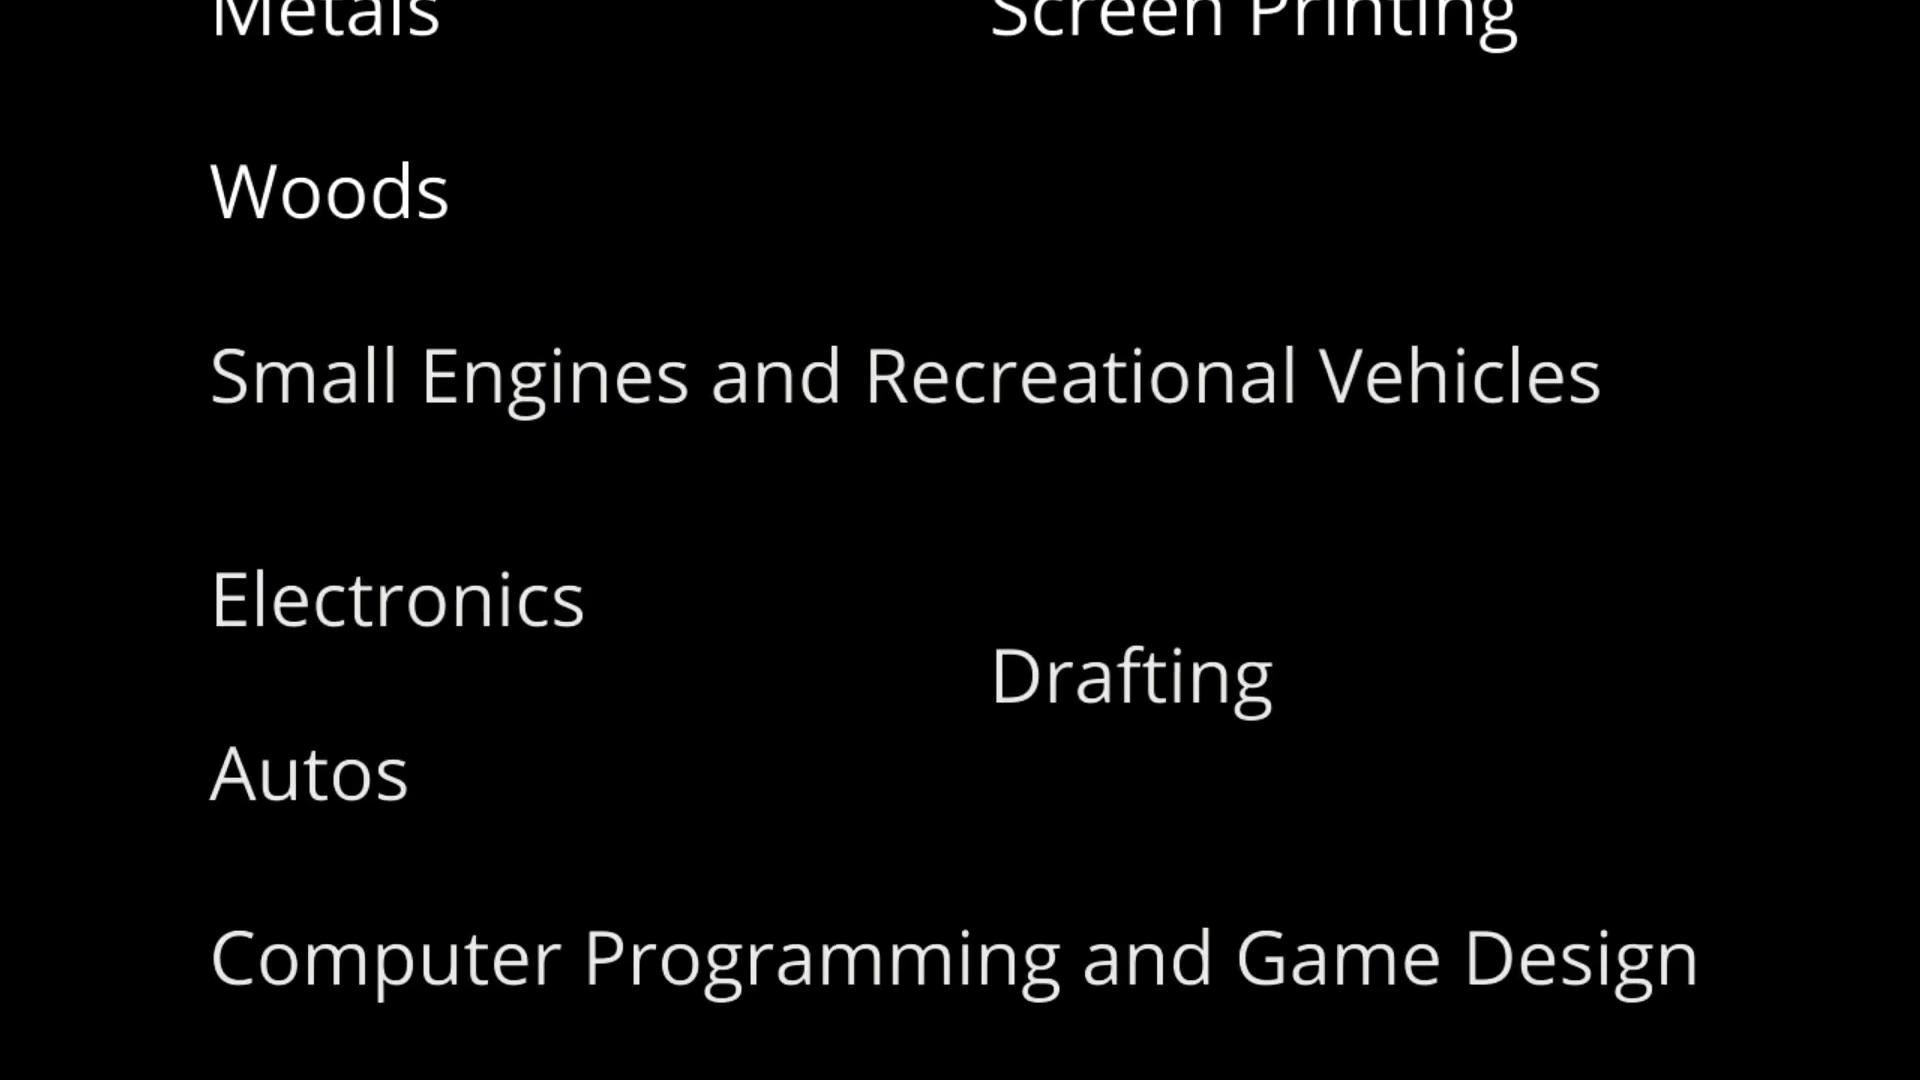 Metals
Screen Printing
Woods
Small Engines and Recreational Vehicles
Electronics
Drafting
Autos
Computer Programming and Game Design